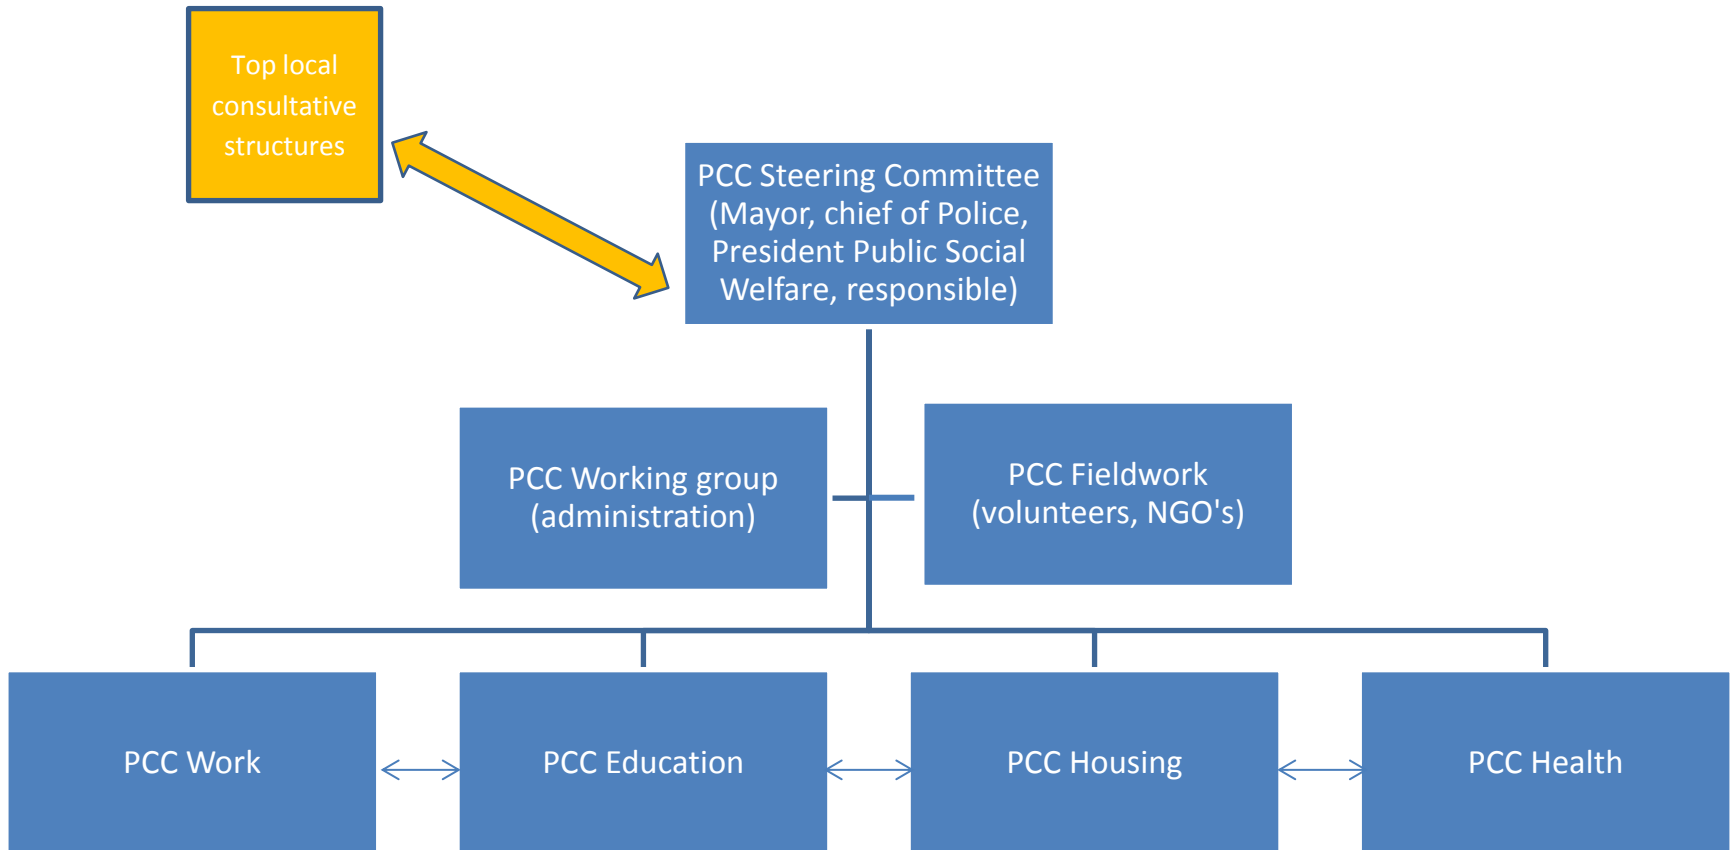 Top local
consultative
structures
PCC Steering Committee
(Mayor, chief of Police,
President Public Social
Welfare, responsible)
PCC Working group
(administration)
PCC Fieldwork
(volunteers, NGO's)
PCC Work
PCC Education
PCC Housing
PCC Health